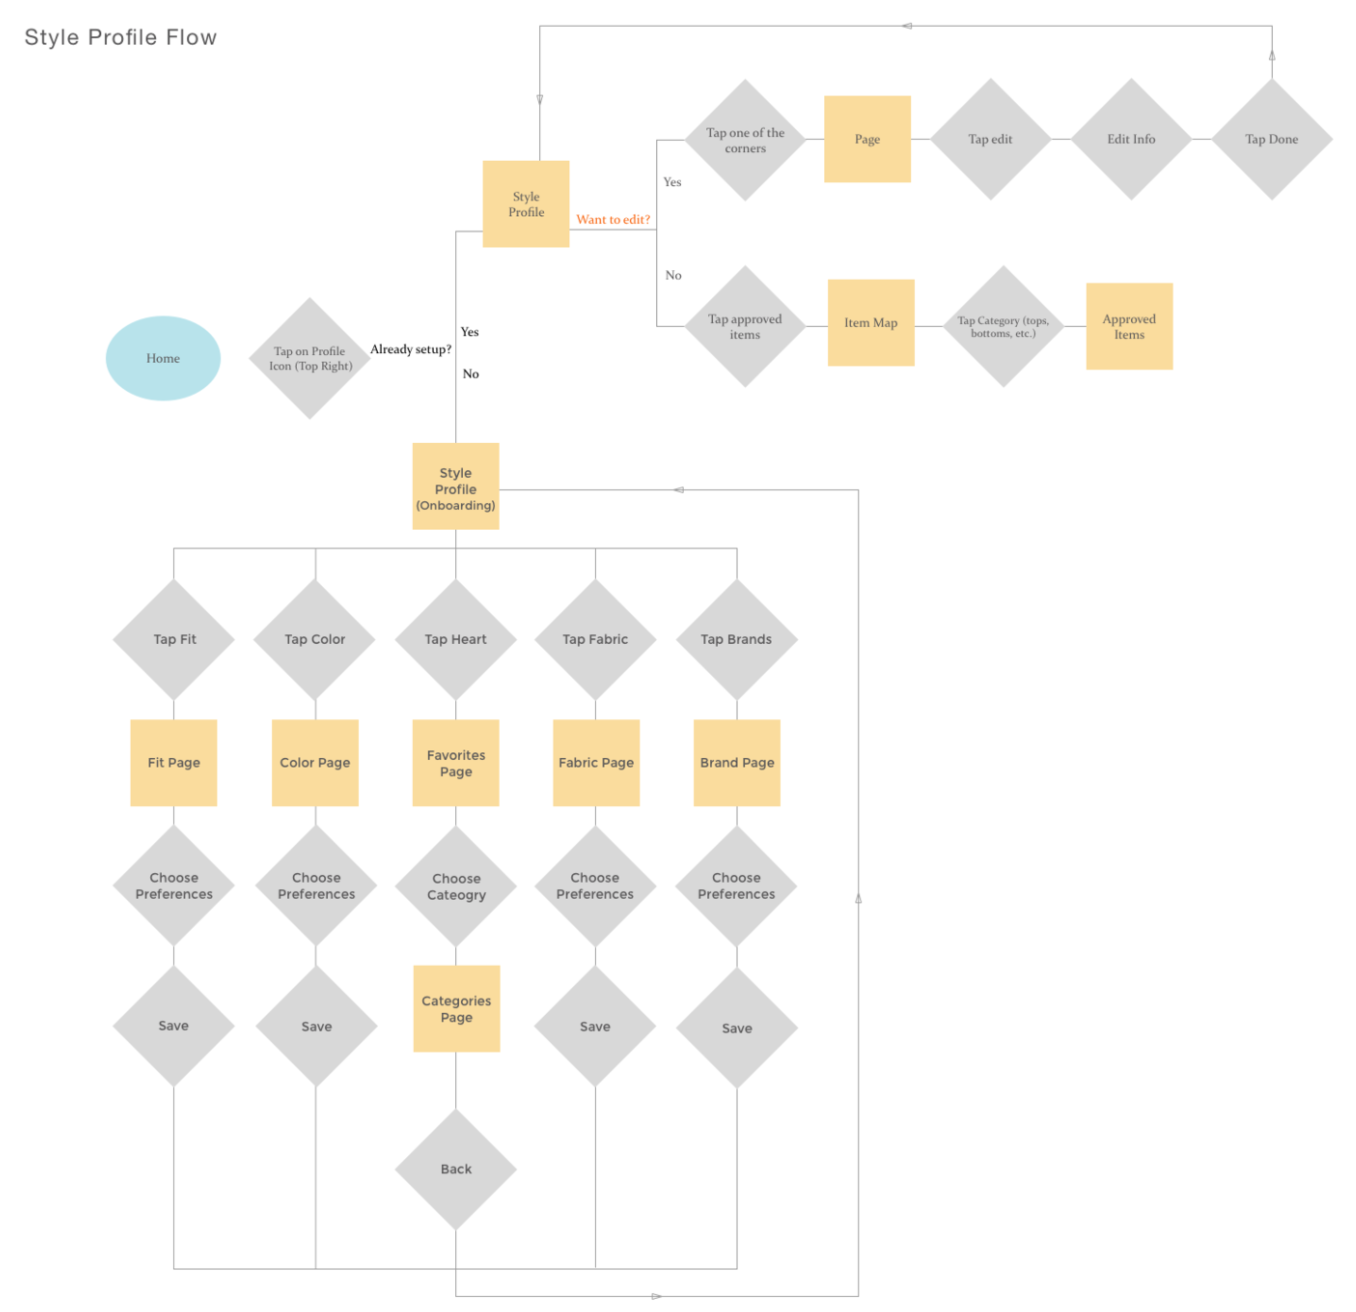 Style Profile Flow
Tap one of the
corners
Page
Tap edit
Edit Info
Tap Done
Style
Profile
Yes
Want to edit?
No
Tap approved
items
Item Map
Tap Category (tops,
bottoms, etc.)
Approved
Items
Home
Tap on Profile
Icon (Top Right)
Already setup?
Yes
No
Style
Profile
(Onboarding)
Tap Fit
Tap Color
Tap Heart
Tap Fabric
Tap Brands
Fit Page
Color Page
Favorites
Page
Fabric Page
Brand Page
Choose
Preferences
Choose
Preferences
Choose
Cateogry
Choose
Preferences
Choose
Preferences
Save
Save
Categories
Page
Save
Save
Back